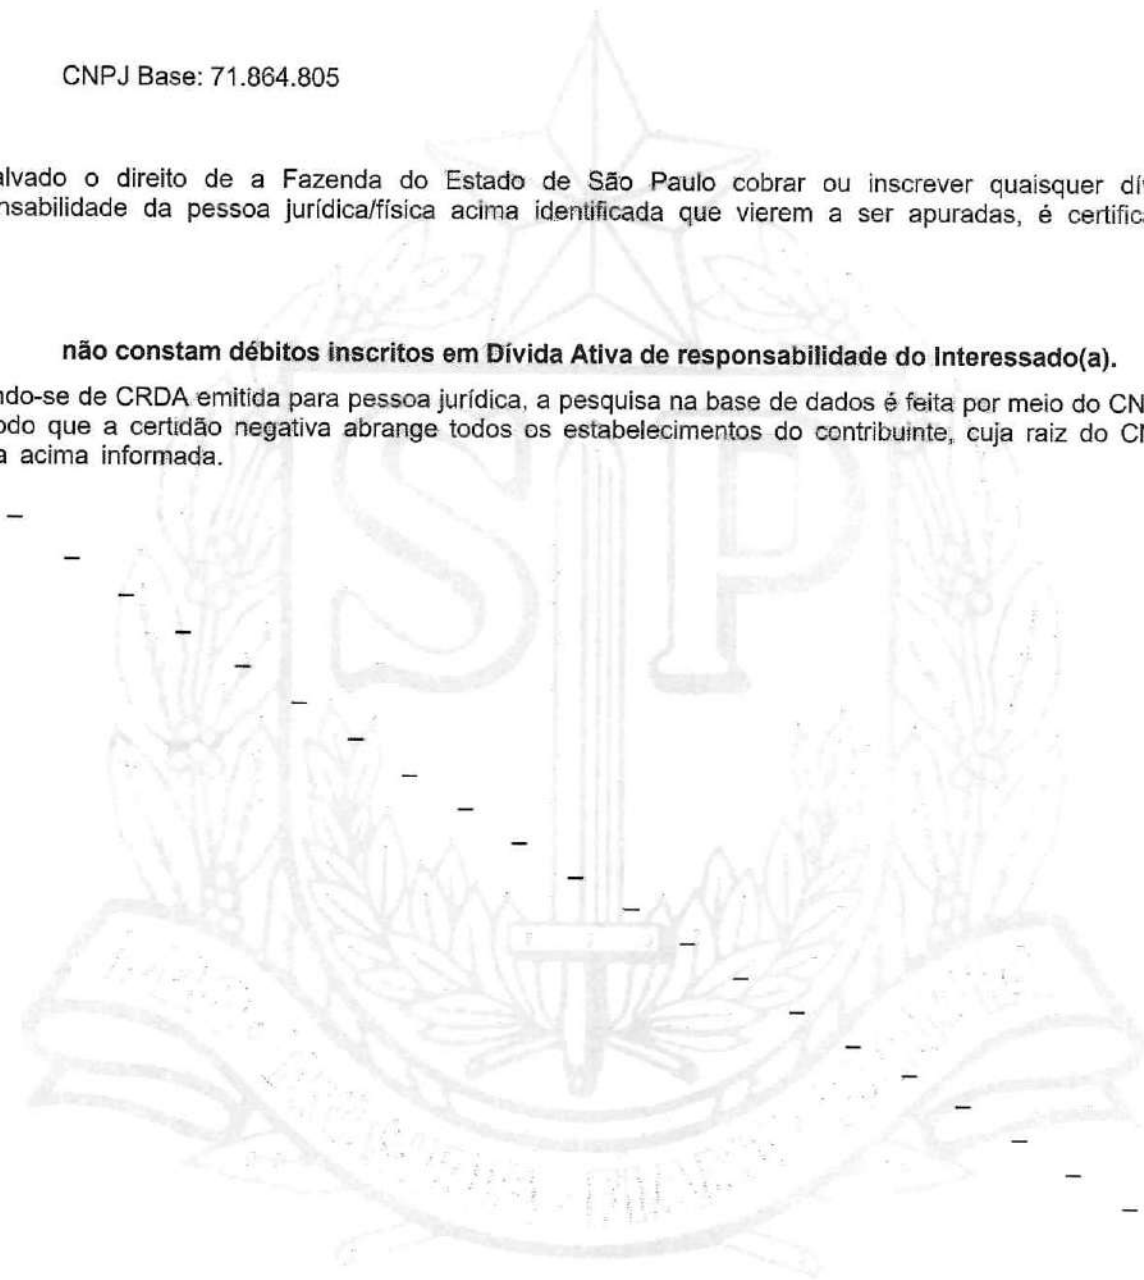 CNPJ Base: 71.864.805
alvado o direito de a Fazenda do Estado de São Paulo cobrar ou inscrever quaisquer dí
nsabilidade da pessoa jurídica/física acima identificada que vierem a ser apuradas, é certific
não constam débitos inscritos em Dívida Ativa de responsabilidade do Interessado(a).
ndo-se de CRDA emitida para pessoa jurídica, a pesquisa na base de dados é feita por meio do CN
odo que a certidão negativa abrange todos os estabelecimentos do contribuinte, cuja raiz do CN
a acima informada.
SP